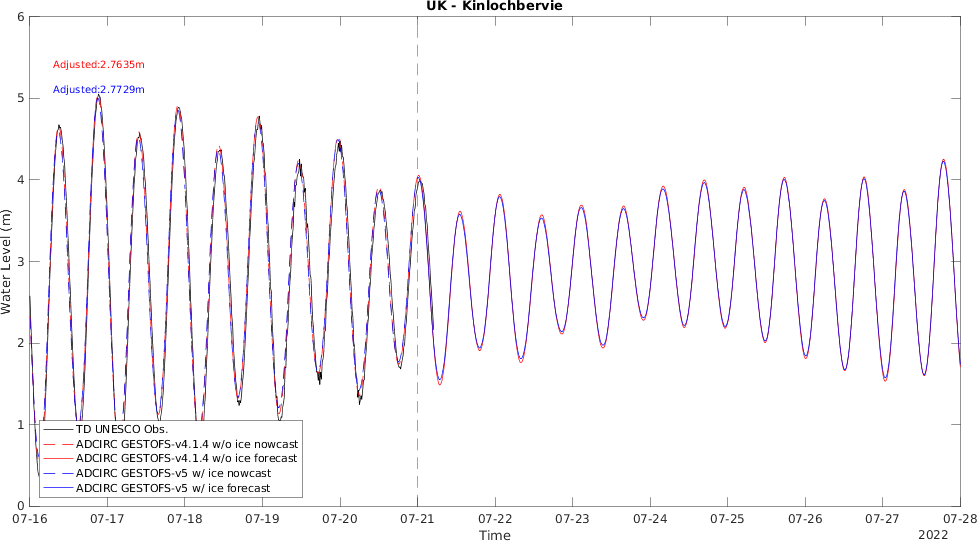 UK - Kinlochbervie
6
Adjusted:2.7635m
Adjusted:2.7729m
5
4
3
2
1
0
Water Level (m)
TD UNESCO Obs.
ADCIRC GESTOFS-v4.1.4 w/o ice nowcast
ADCIRC GESTOFS-v4.1.4 w/o ice forecast
ADCIRC GESTOFS-v5 w/ ice nowcast
ADCIRC GESTOFS-v5 w/ ice forecast
07-16 07-17 07-18 07-19 07-20 07-21 07-22 07-23 07-24 07-25 07-26 07-27 07-28
Time
2022